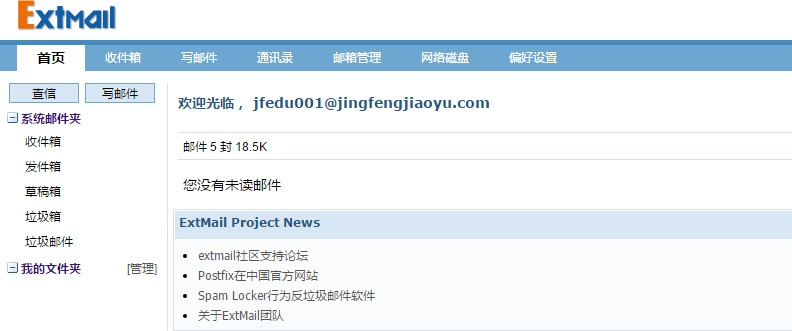 ExtMail
首页 收件箱 写邮件 通讯录 邮箱管理 网络磁盘 偏好设置
查信 写邮件
系统邮件夹
收件箱
发件箱
草稿箱
垃圾箱
垃圾邮件
我的文件夹 [管理]
欢迎光临， jfedu001@jingfengjiaoyu.com
邮件 5 封 18.5K
您没有未读邮件
ExtMail Project News
extmail社区支持论坛
Postfix在中国官方网站
Spam Locker行为反垃圾邮件软件
关于ExtMail团队